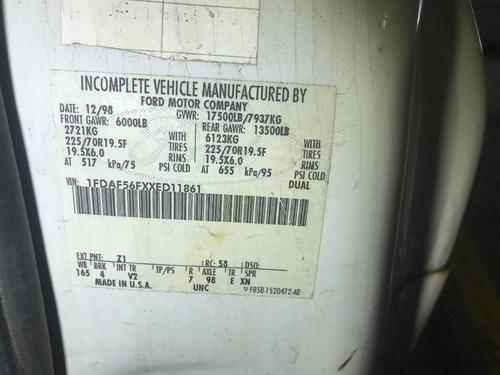 INCOMPLETE VEHICLE MANUFACTURED BY
FORD MOTOR COMPANY
DATE: 12/98 GVWR: 17500LB/7937KG
FRONT GAWR: 6000LB REAR GAWR: 13500LB
2721KG WITH 6123KG WITH
225/70R19.5F TIRES 225/70R19.5F TIRES
19.5X6.0 RIMS 19.5X6.0 RIMS
AT 517 kPa/75 PSI COLD AT 655 kPa/95 PSI COLD
DUAL
VIN: 1FDAF56FXXED11861
EXT PNT: Z1 RC: 58 DSO:
WB BRK INT TR TP/PS R AXLE TR SPR
165 4 V2 7 98 E XN
MADE IN U.S.A. UNC F85B-1520472-AB